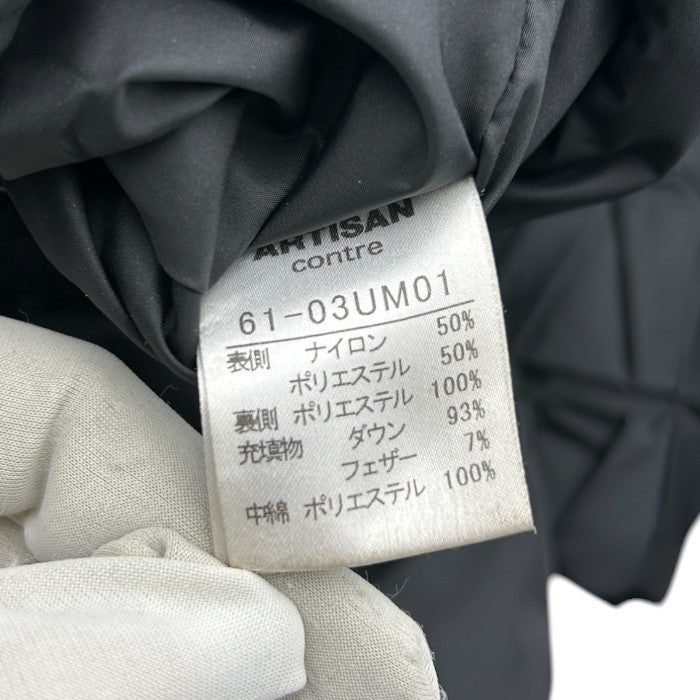 ARTISAN
contre
61-03UM01
表側 ナイロン 50%
ポリエステル 50%
裏側 ポリエステル 100%
充填物 ダウン 93%
フェザー 7%
中綿 ポリエステル 100%